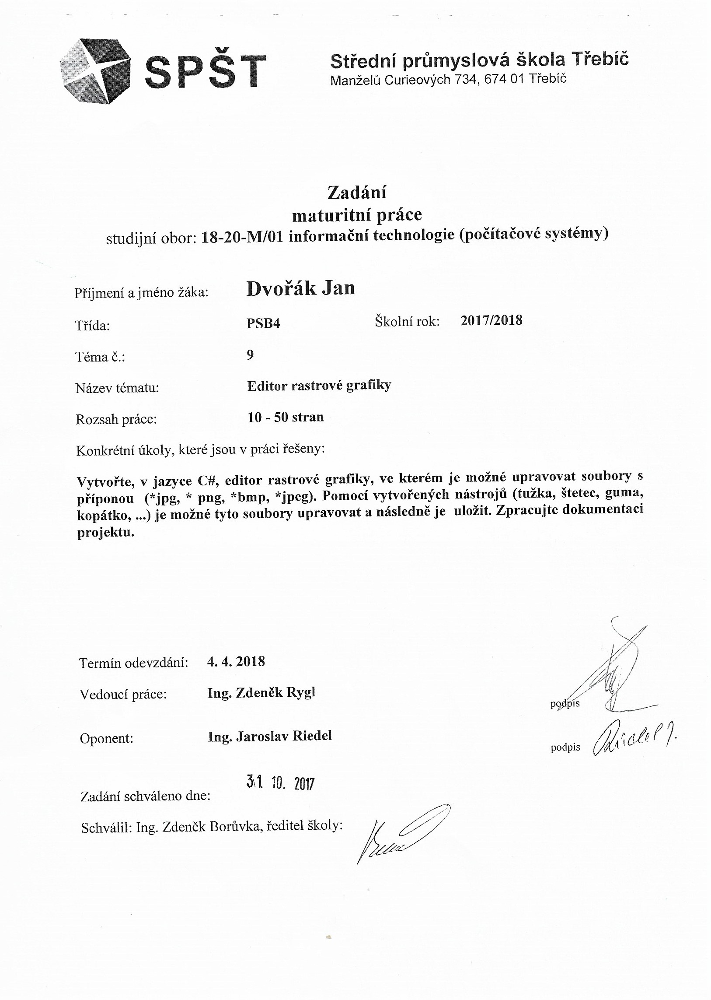 SPŠT
Střední průmyslová škola Třebíč
Manželů Curieových 734, 674 01 Třebíč
Zadání
maturitní práce
studijní obor: 18-20-M/01 informační technologie (počítačové systémy)
Příjmení a jméno žáka: Dvořák Jan
Třída: PSB4 Školní rok: 2017/2018
Téma č.: 9
Název tématu: Editor rastrové grafiky
Rozsah práce: 10 - 50 stran
Konkrétní úkoly, které jsou v práci řešeny:
Vytvořte, v jazyce C#, editor rastrové grafiky, ve kterém je možné upravovat soubory s
příponou (*jpg, * png, *bmp, *jpeg). Pomocí vytvořených nástrojů (tužka, štetec, guma,
kopátko, ...) je možné tyto soubory upravovat a následně je uložit. Zpracujte dokumentaci
projektu.
Termín odevzdání: 4. 4. 2018
Vedoucí práce: Ing. Zdeněk Rygl
podpis
Oponent: Ing. Jaroslav Riedel
podpis Riedel J.
31. 10. 2017
Zadání schváleno dne:
Schválil: Ing. Zdeněk Borůvka, ředitel školy: